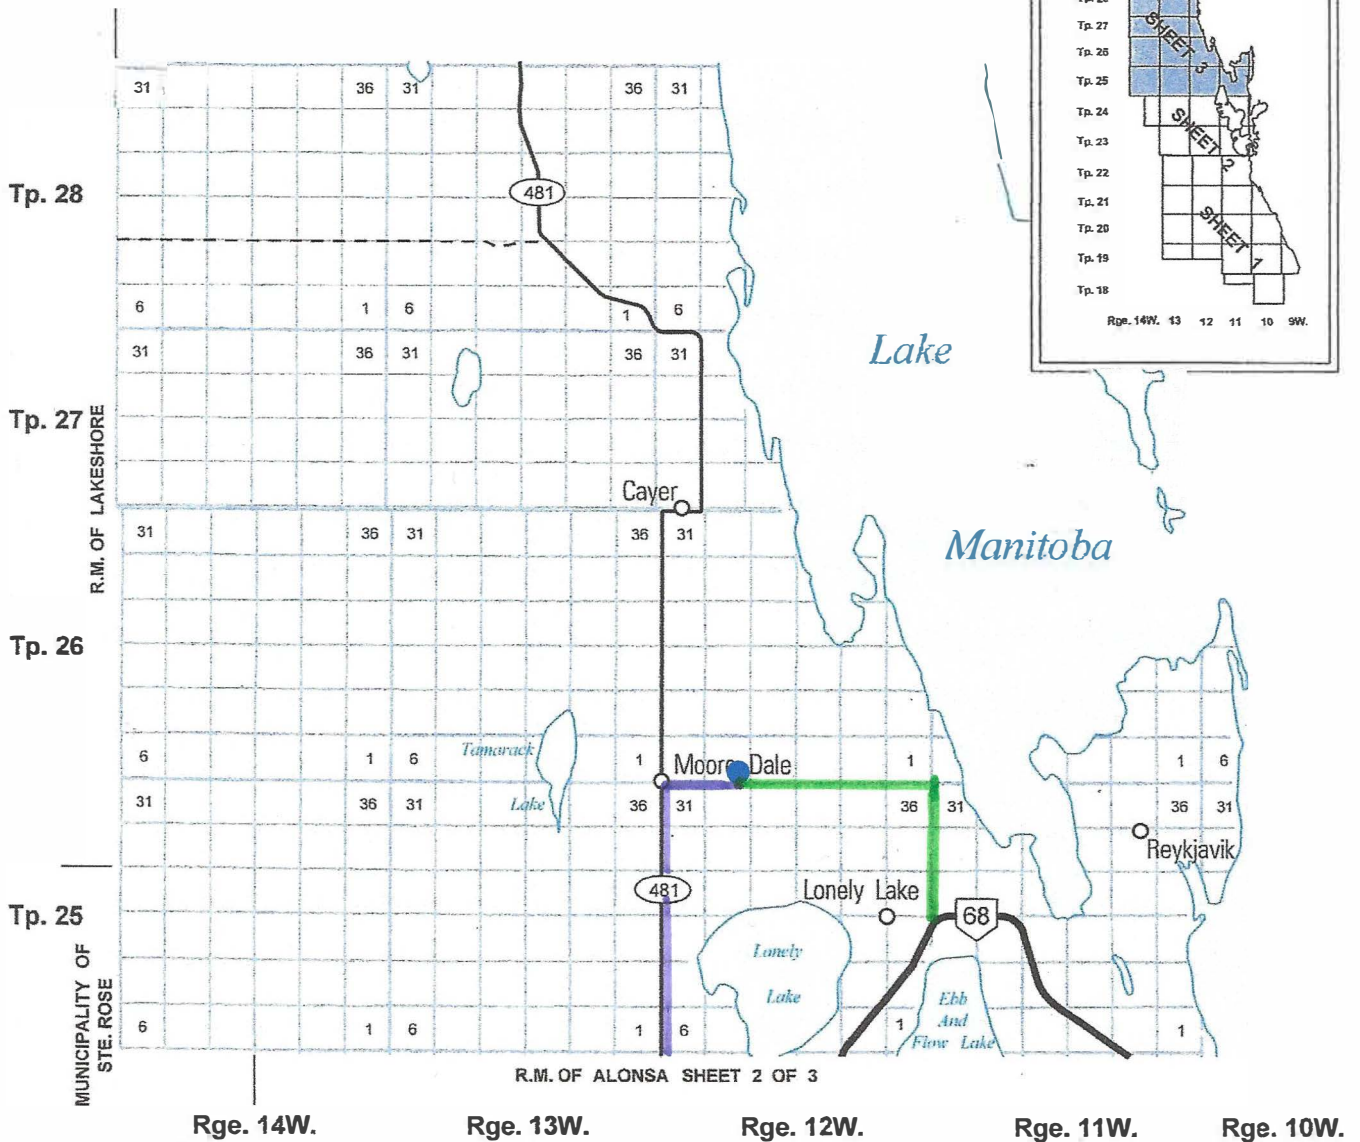 Tp. 27
Tp. 26
Tp. 25
Tp. 24
Tp. 23
Tp. 22
Tp. 21
Tp. 20
Tp. 19
Tp. 18
SHEET 3
SHEET 2
SHEET 1
Rge. 14W. 13 12 11 10 9W.
31 36 31 36 31
Tp. 28
481
6 1 6 1 6
31 36 31 36 31
Lake
Tp. 27
R.M. OF LAKESHORE
Cayer
31 36 31 36 31
Manitoba
Tp. 26
6 1 6 1 1 1 6
Tamarack
Lake
Moore Dale
31 36 31 36 31 36 31 36 31
Reykjavik
481
Lonely Lake
68
Tp. 25
Lonely
Lake
Ebb
And
Flow Lake
MUNICIPALITY OF
STE. ROSE
6 1 6 1 6 1 1
R.M. OF ALONSA SHEET 2 OF 3
Rge. 14W. Rge. 13W. Rge. 12W. Rge. 11W. Rge. 10W.